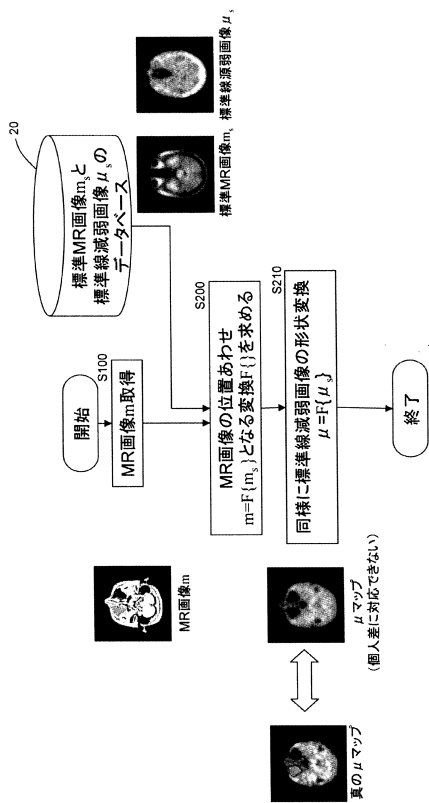 開始
S100
MR画像m取得
20
標準MR画像msと
標準線減弱画像μsの
データベース
標準MR画像ms
標準線源弱画像μs
MR画像m
S200
MR画像の位置あわせ
m=F{ms}となる変換F{}を求める
S210
同様に標準線減弱画像の形状変換
μ=F{μs}
終了
真のμマップ
μマップ
(個人差に対応できない)